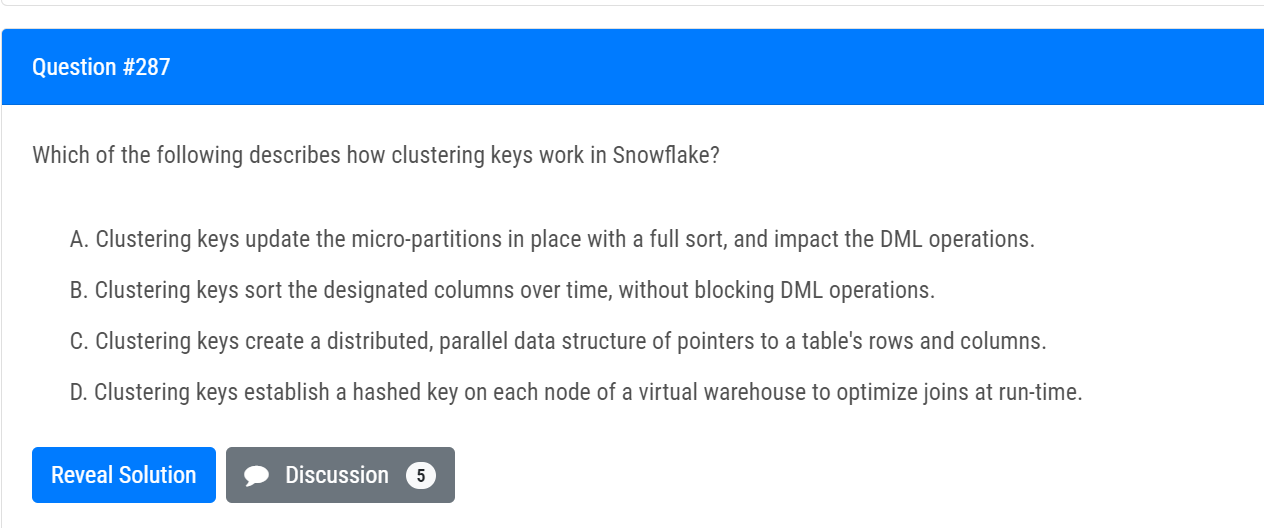 Question #287
Which of the following describes how clustering keys work in Snowflake?
A. Clustering keys update the micro-partitions in place with a full sort, and impact the DML operations.
B. Clustering keys sort the designated columns over time, without blocking DML operations.
C. Clustering keys create a distributed, parallel data structure of pointers to a table's rows and columns.
D. Clustering keys establish a hashed key on each node of a virtual warehouse to optimize joins at run-time.
Reveal Solution Discussion 5